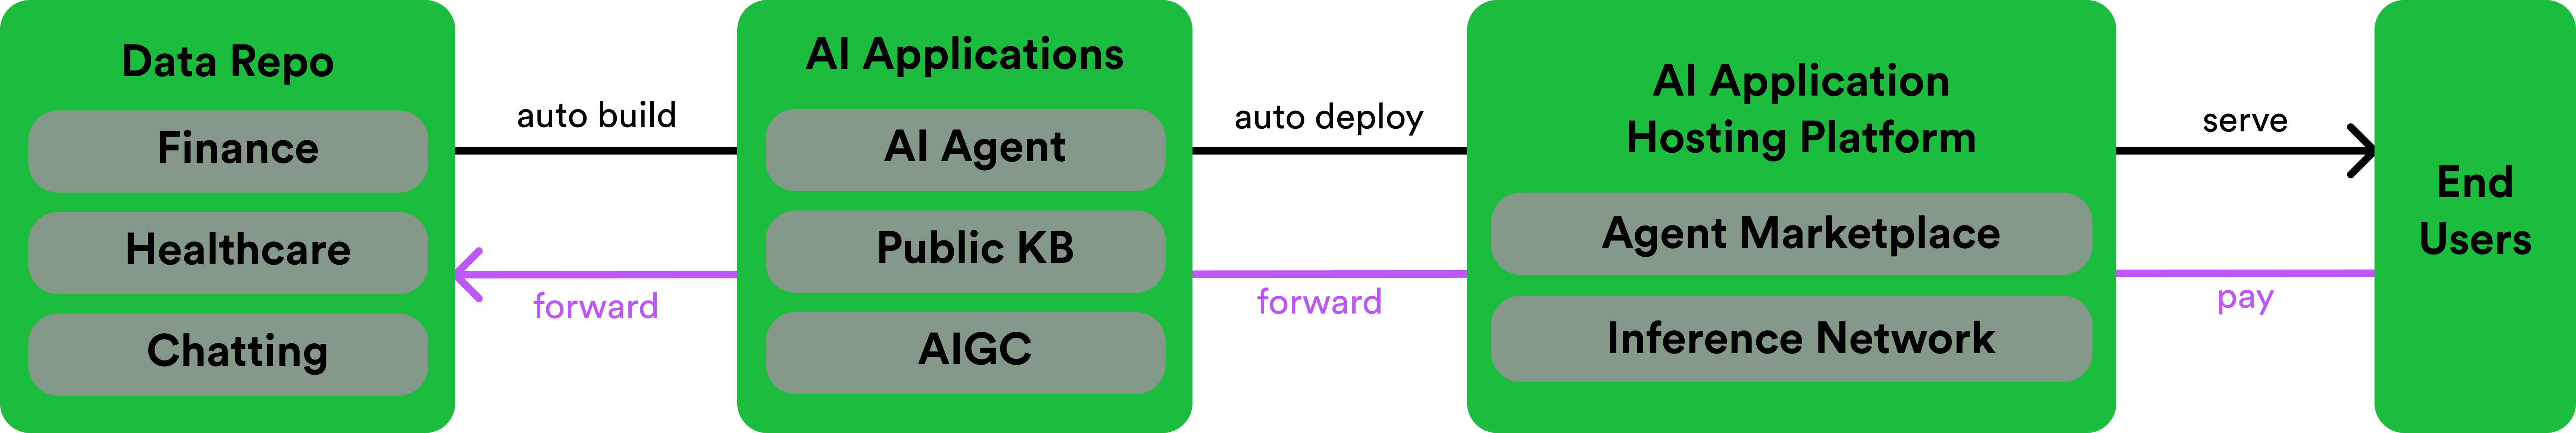 Data Repo
Finance
Healthcare
Chatting
auto build
forward
AI Applications
AI Agent
Public KB
AIGC
auto deploy
forward
AI Application
Hosting Platform
Agent Marketplace
Inference Network
serve
pay
End
Users